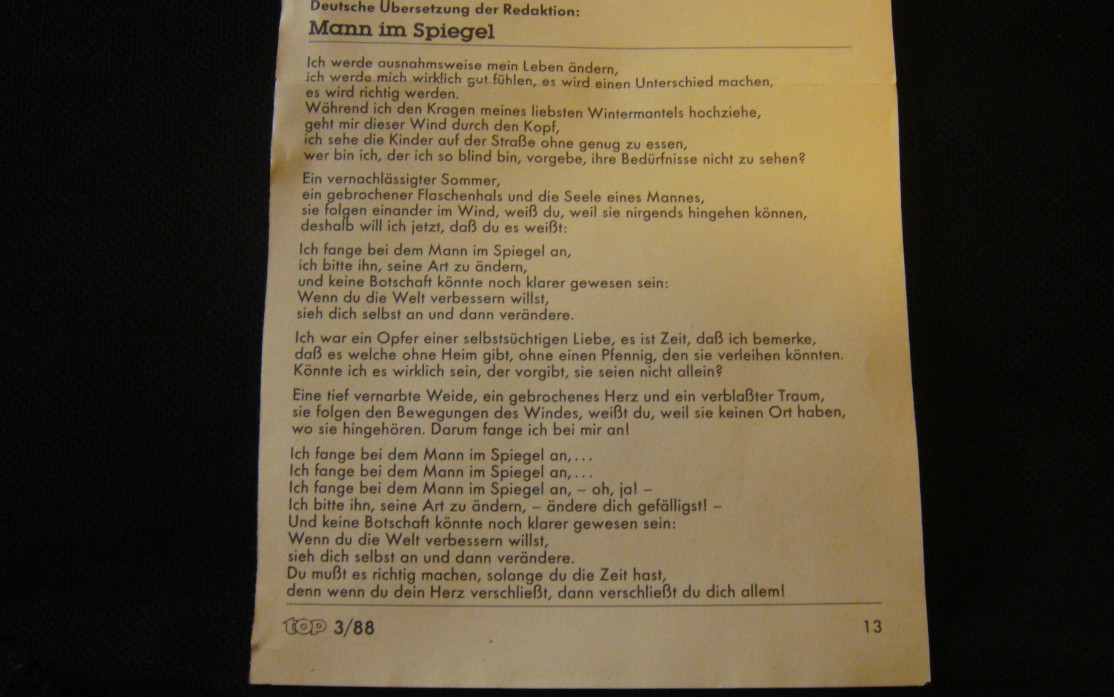 Deutsche Übersetzung der Redaktion:
Mann im Spiegel
Ich werde ausnahmsweise mein Leben ändern,
ich werde mich wirklich gut fühlen, es wird einen Unterschied machen,
es wird richtig werden.
Während ich den Kragen meines liebsten Wintermantels hochziehe,
geht mir dieser Wind durch den Kopf,
ich sehe die Kinder auf der Straße ohne genug zu essen,
wer bin ich, der ich so blind bin, vorgebe, ihre Bedürfnisse nicht zu sehen?
Ein vernachlässigter Sommer,
ein gebrochener Flaschenhals und die Seele eines Mannes,
sie folgen einander im Wind, weiß du, weil sie nirgends hingehen können,
deshalb will ich jetzt, daß du es weißt:
Ich fange bei dem Mann im Spiegel an,
ich bitte ihn, seine Art zu ändern,
und keine Botschaft könnte noch klarer gewesen sein:
Wenn du die Welt verbessern willst,
sieh dich selbst an und dann verändere.
Ich war ein Opfer einer selbstsüchtigen Liebe, es ist Zeit, daß ich bemerke,
daß es welche ohne Heim gibt, ohne einen Pfennig, den sie verleihen könnten.
Könnte ich es wirklich sein, der vorgibt, sie seien nicht allein?
Eine tief vernarbte Weide, ein gebrochenes Herz und ein verblaßter Traum,
sie folgen den Bewegungen des Windes, weißt du, weil sie keinen Ort haben,
wo sie hingehören. Darum fange ich bei mir an!
Ich fange bei dem Mann im Spiegel an,...
Ich fange bei dem Mann im Spiegel an,...
Ich fange bei dem Mann im Spiegel an, – oh, ja! –
Ich bitte ihn, seine Art zu ändern, – ändere dich gefälligst! –
Und keine Botschaft könnte noch klarer gewesen sein:
Wenn du die Welt verbessern willst,
sieh dich selbst an und dann verändere.
Du mußt es richtig machen, solange du die Zeit hast,
denn wenn du dein Herz verschließt, dann verschließt du dich allem!
top 3/88 13